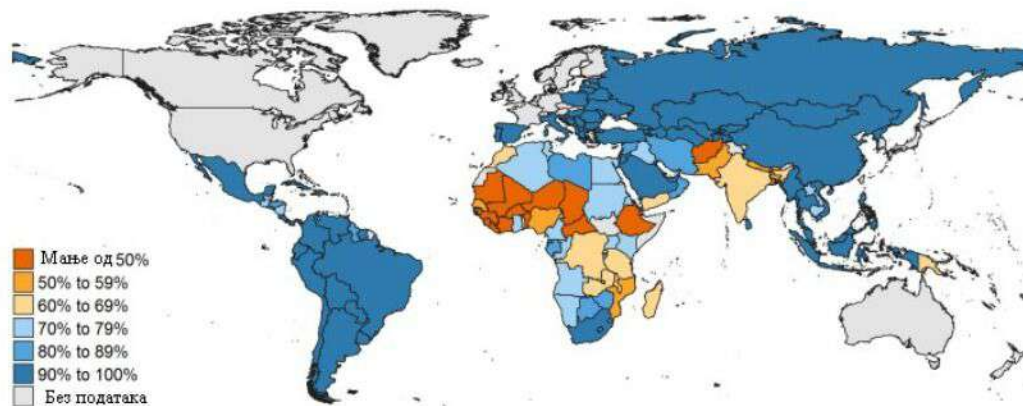 Мање од 50%
50% to 59%
60% to 69%
70% to 79%
80% to 89%
90% to 100%
Без података